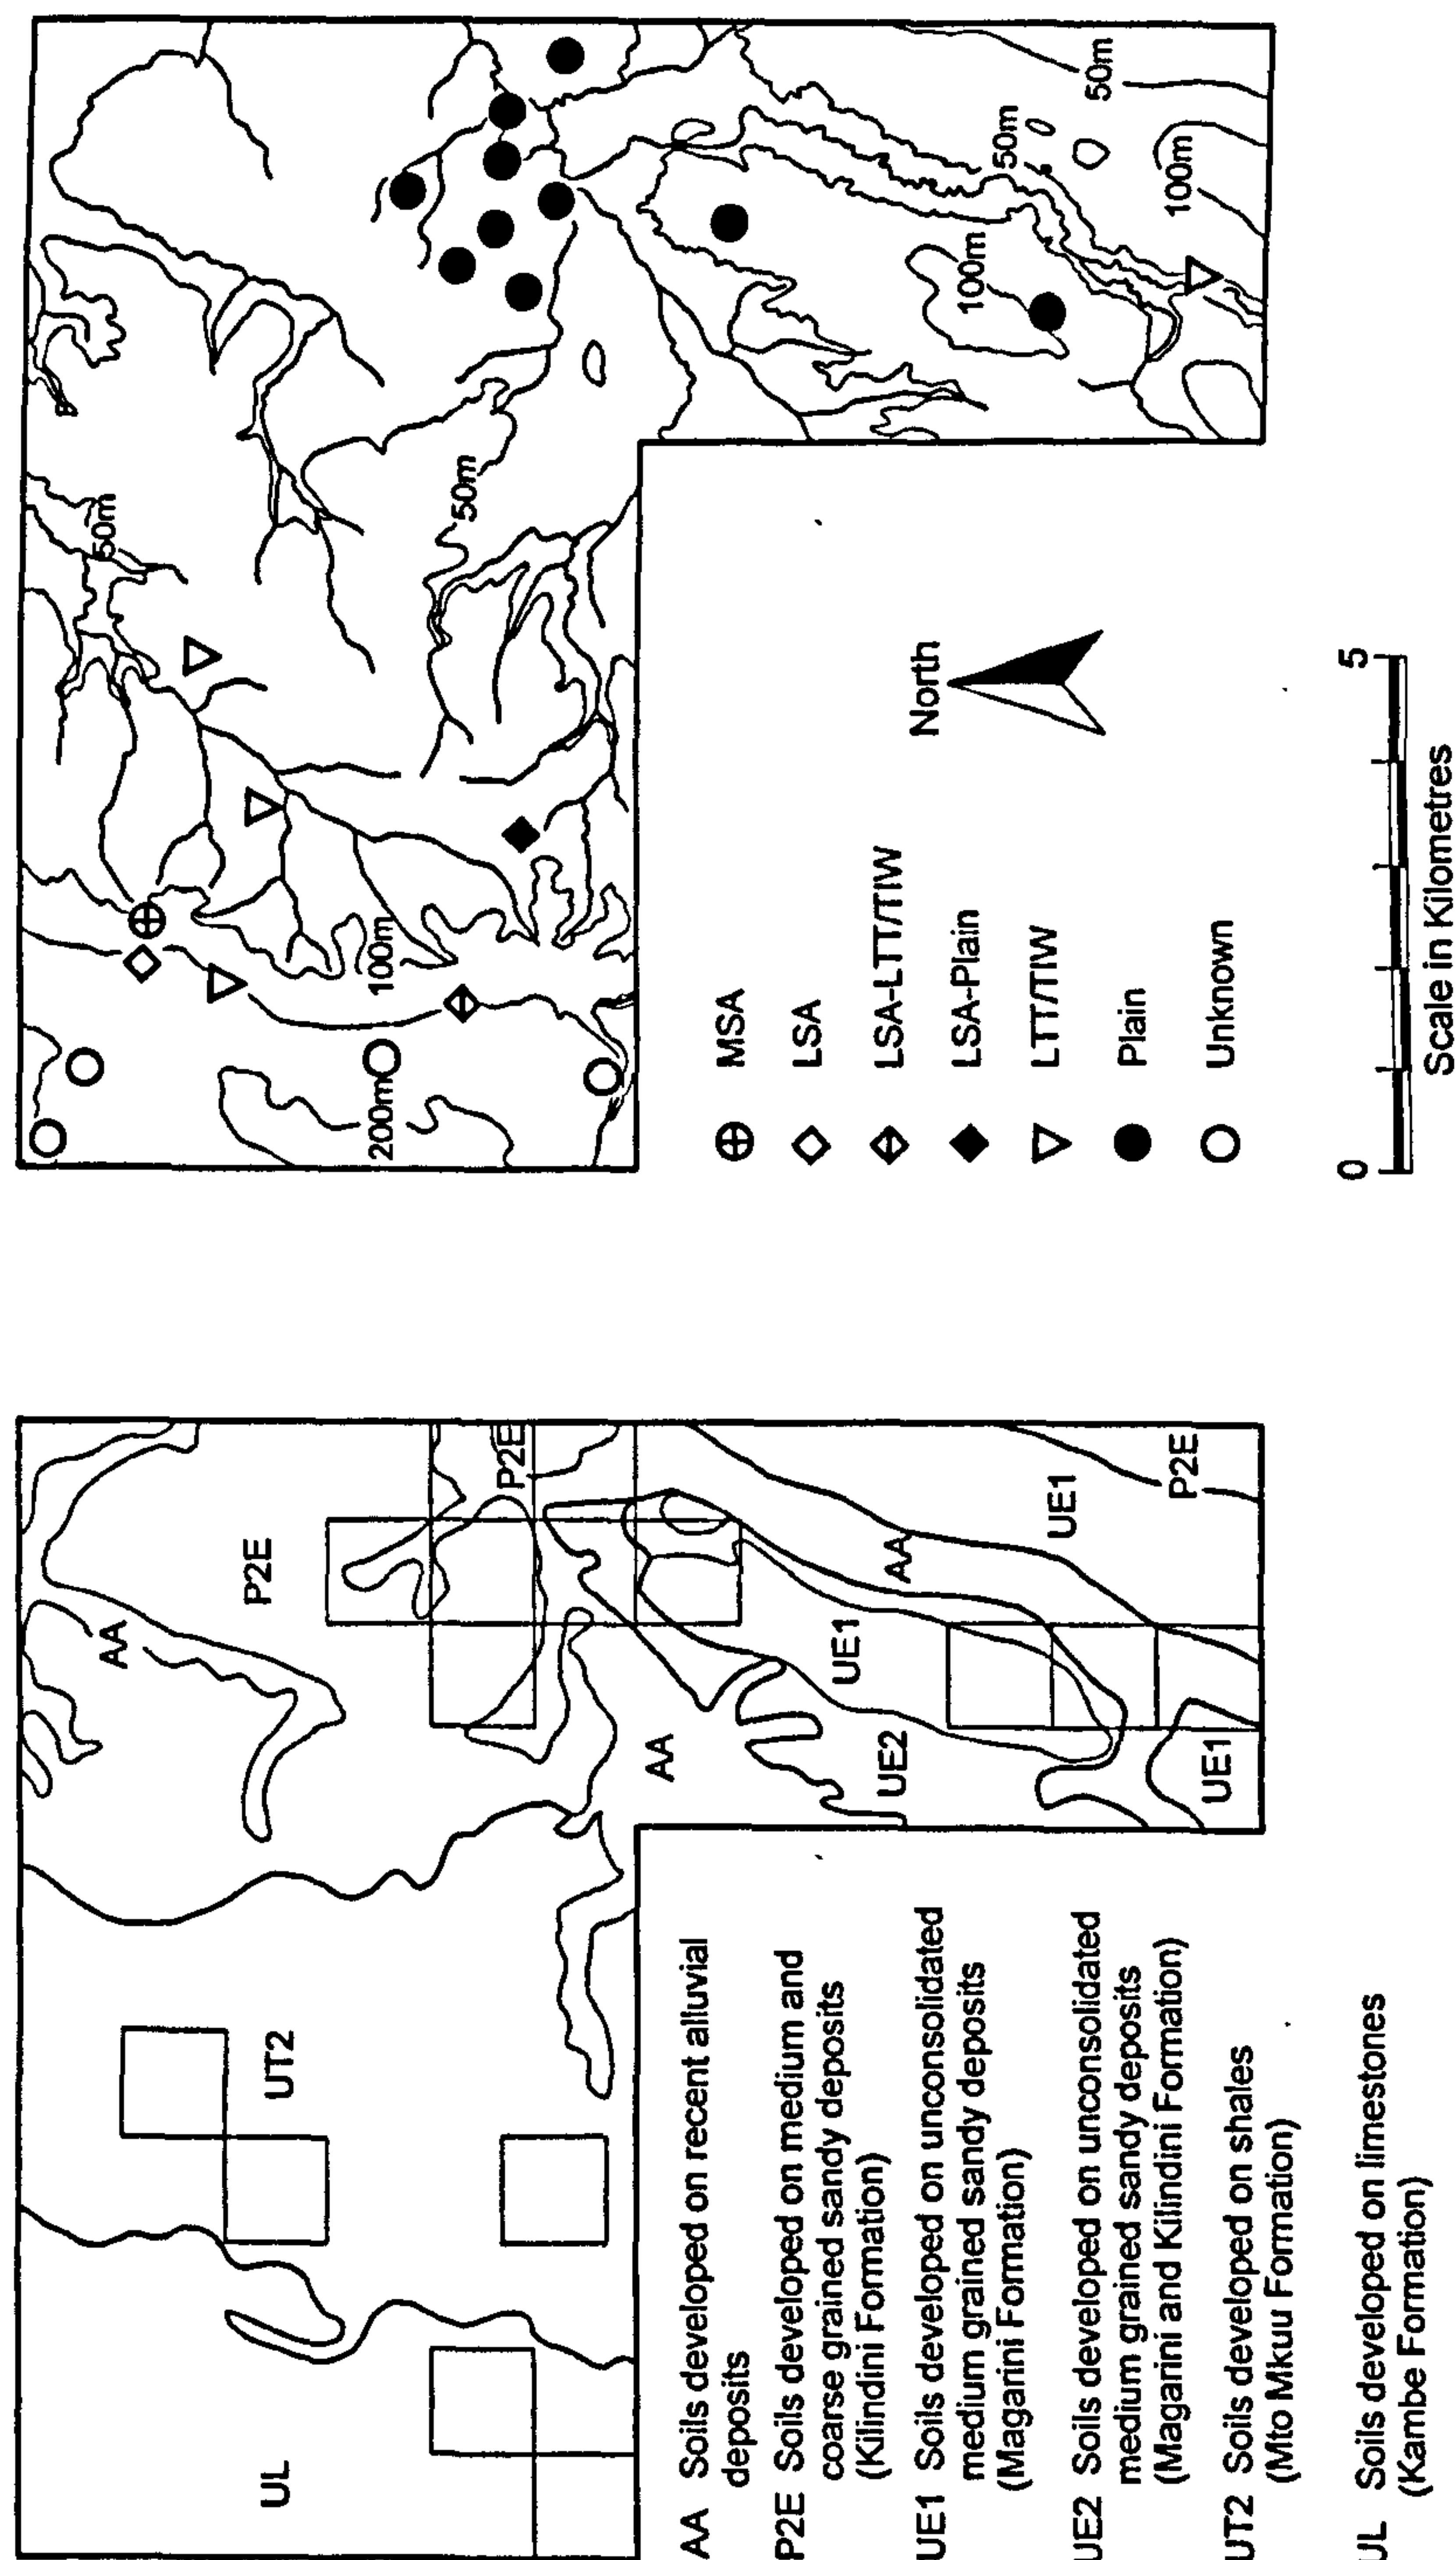 UL
UT2
AA
P2E
P2E
AA
UE2
UE1
AA
UE1
UE1
P2E
AA Soils developed on recent alluvial
deposits
P2E Soils developed on medium and
coarse grained sandy deposits
(Kilindini Formation)
UE1 Soils developed on unconsolidated
medium grained sandy deposits
(Magarini Formation)
UE2 Soils developed on unconsolidated
medium grained sandy deposits
(Magarini and Kilindini Formation)
UT2 Soils developed on shales
(Mto Mkuu Formation)
UL Soils developed on limestones
(Kambe Formation)
50m
200m
100m
50m
100m
50m
100m
50m
MSA
LSA
LSA-LTT/TIW
LSA-Plain
LTT/TIW
Plain
Unknown
North
0 5
Scale in Kilometres